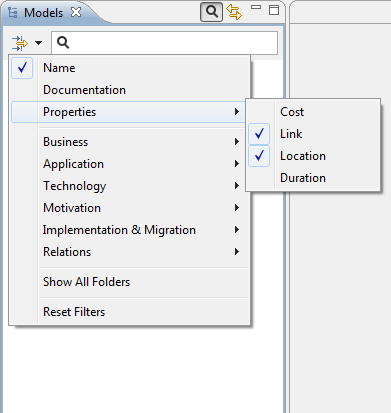 Models
Name
Documentation
Properties
Cost
Link
Location
Duration
Business
Application
Technology
Motivation
Implementation & Migration
Relations
Show All Folders
Reset Filters